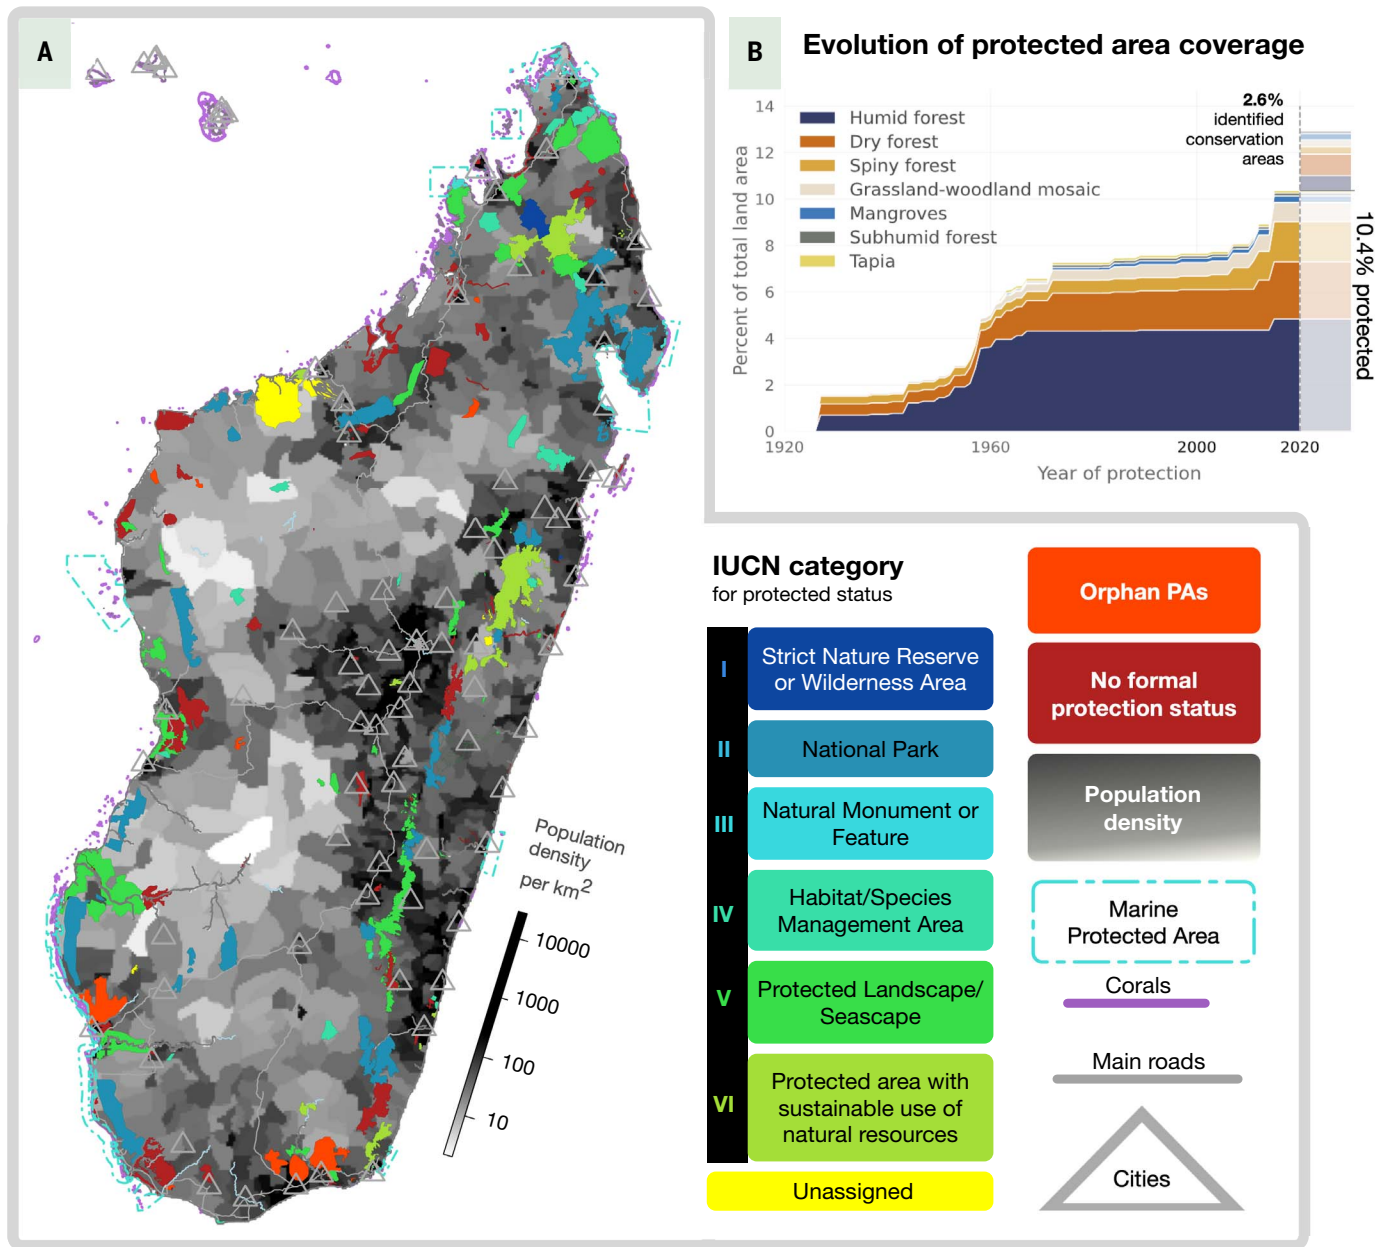 A
B
Evolution of protected area coverage
Percent of total land area
14
12
10
8
6
4
2
0
Humid forest
Dry forest
Spiny forest
Grassland-woodland mosaic
Mangroves
Subhumid forest
Tapia
2.6%
identified
conservation
areas
10.4% protected
1920
1960
2000
2020
Year of protection
Population
density
per km2
10000
1000
100
10
IUCN category
for protected status
I
Strict Nature Reserve
or Wilderness Area
II
National Park
III
Natural Monument or
Feature
IV
Habitat/Species
Management Area
V
Protected Landscape/
Seascape
VI
Protected area with
sustainable use of
natural resources
Unassigned
Orphan PAs
No formal
protection status
Population
density
Marine
Protected Area
Corals
Main roads
Cities